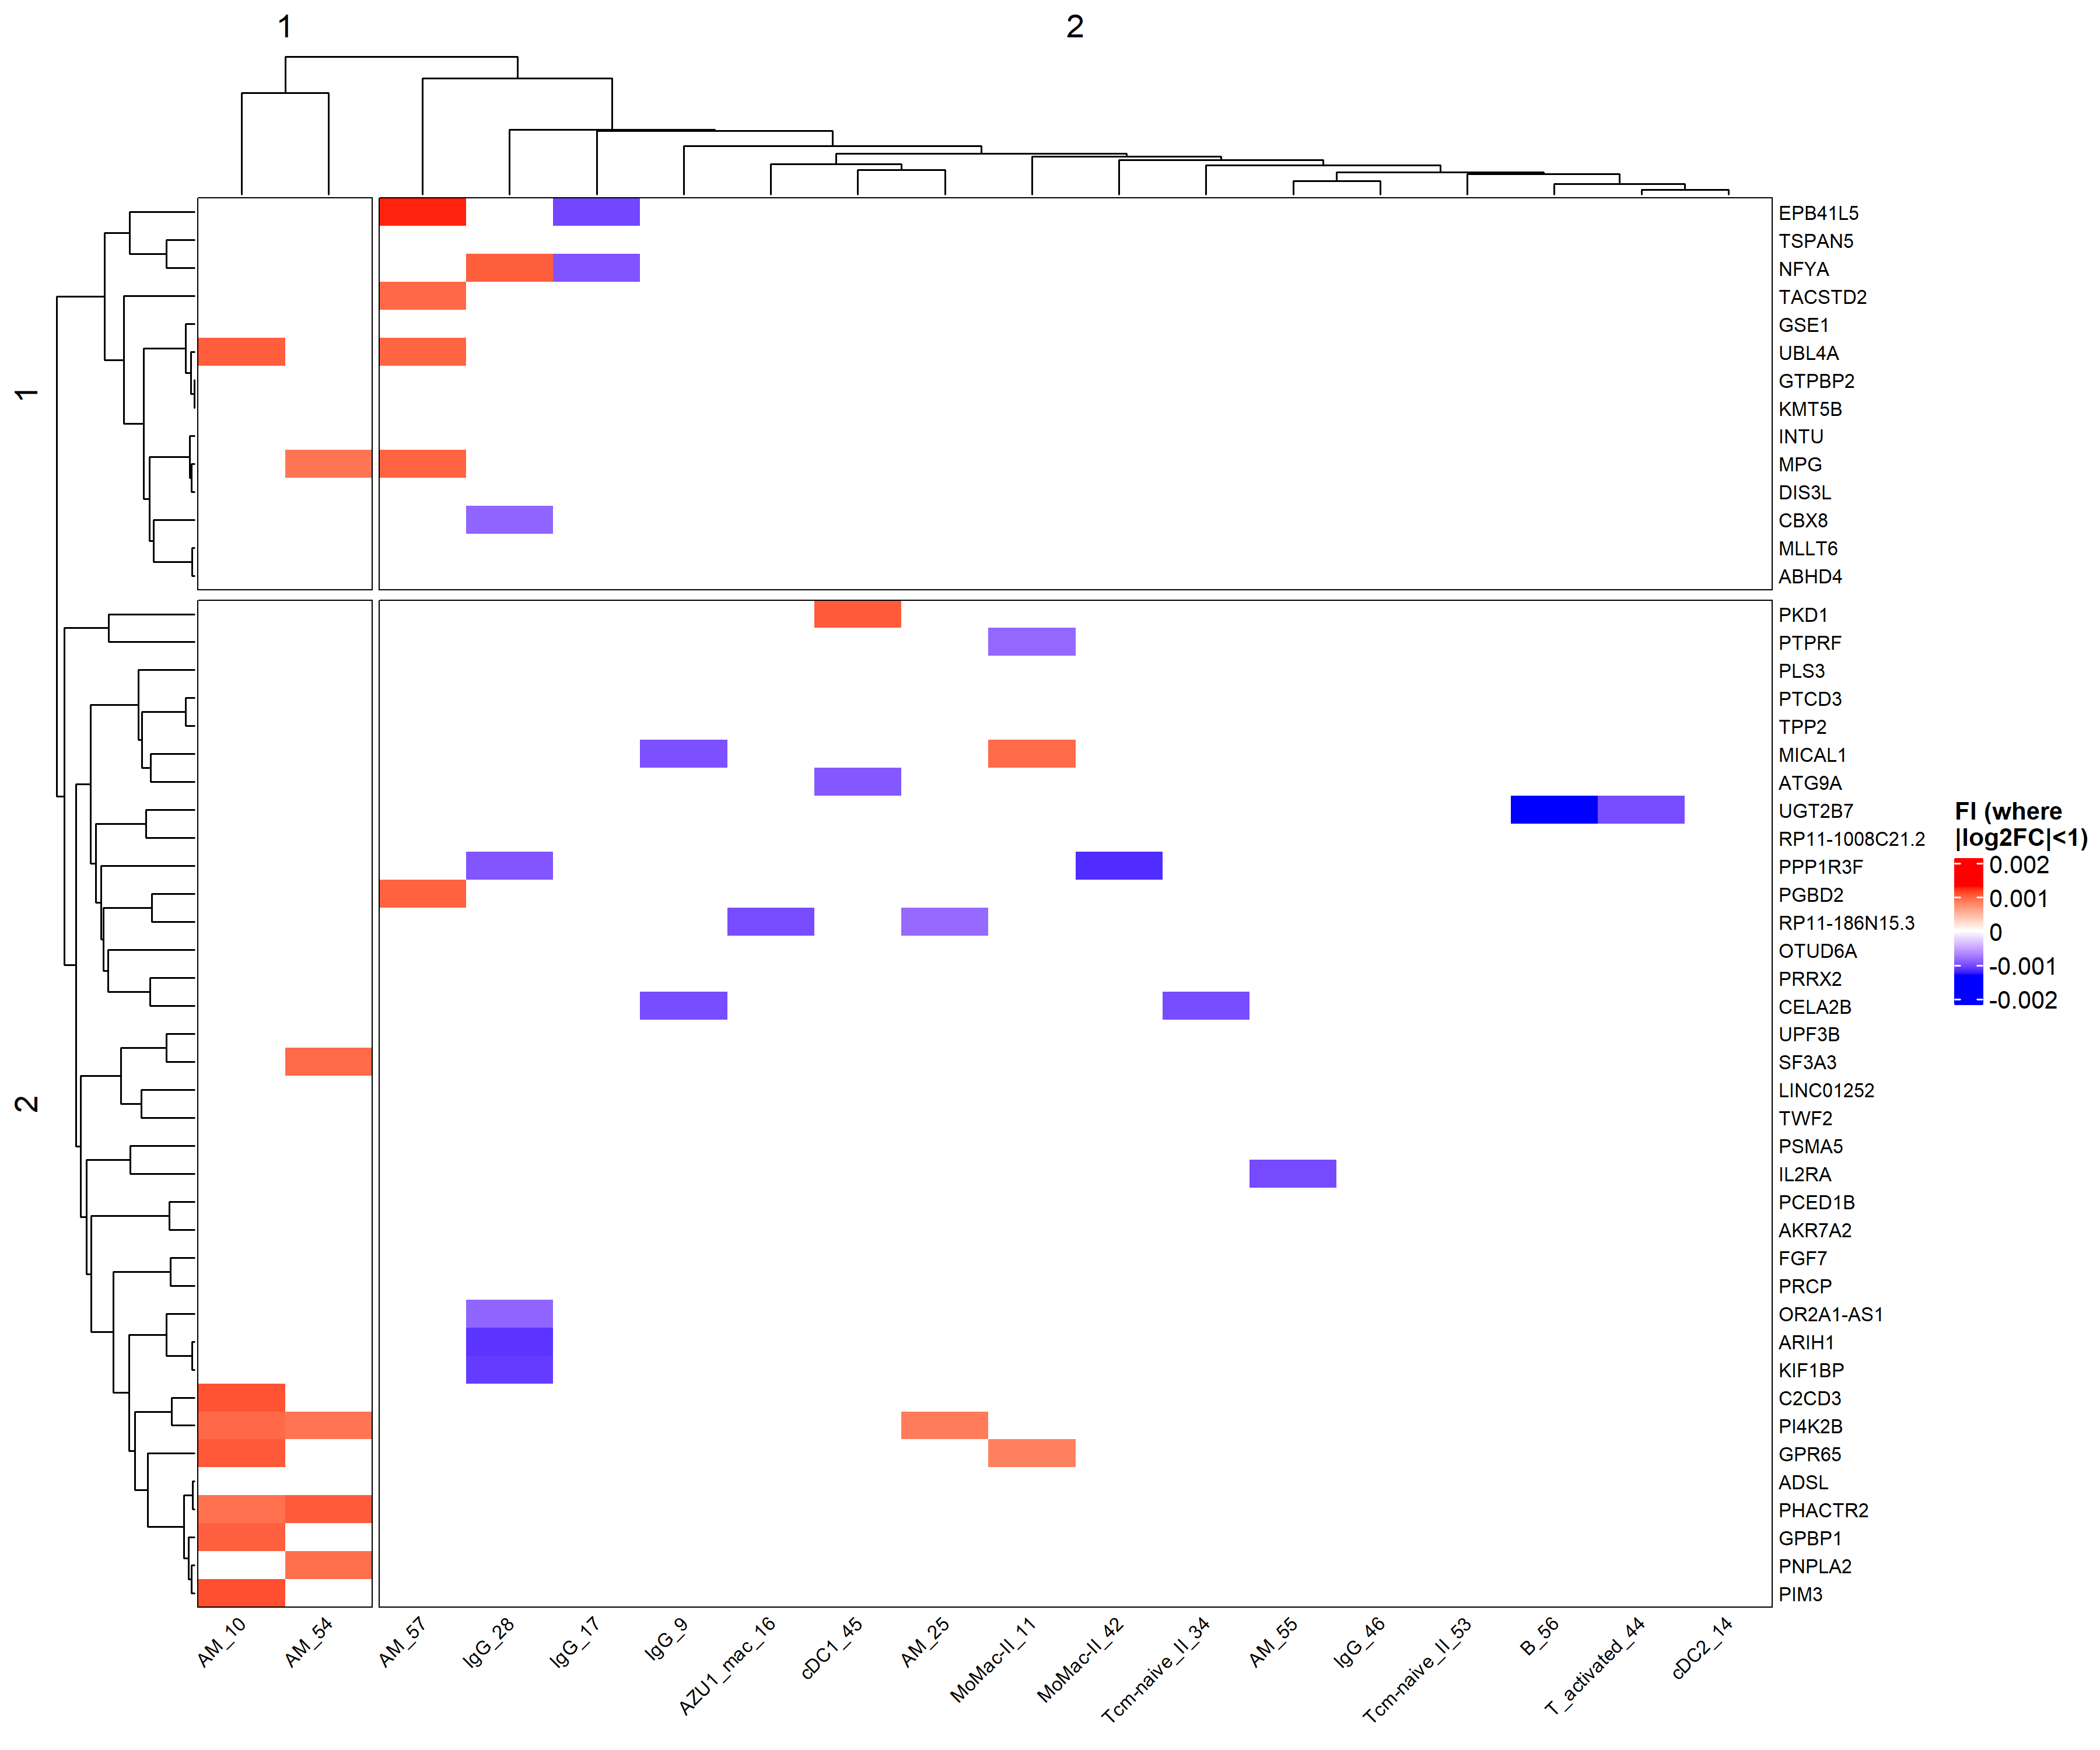 1
2
1
2
EPB41L5
TSPAN5
NFYA
TACSTD2
GSE1
UBL4A
GTPBP2
KMT5B
INTU
MPG
DIS3L
CBX8
MLLT6
ABHD4
PKD1
PTPRF
PLS3
PTCD3
TPP2
MICAL1
ATG9A
UGT2B7
RP11-1008C21.2
PPP1R3F
PGBD2
RP11-186N15.3
OTUD6A
PRRX2
CELA2B
UPF3B
SF3A3
LINC01252
TWF2
PSMA5
IL2RA
PCED1B
AKR7A2
FGF7
PRCP
OR2A1-AS1
ARIH1
KIF1BP
C2CD3
PI4K2B
GPR65
ADSL
PHACTR2
GPBP1
PNPLA2
PIM3
FI (where
|log2FC|<1)
0.002
0.001
0
-0.001
-0.002
AM_10
AM_54
AM_57
IgG_28
IgG_17
IgG_9
AZU1_mac_16
cDC1_45
AM_25
MoMac-II_11
MoMac-II_42
Tcm-naive_II_34
AM_55
IgG_46
Tcm-naive_II_53
B_56
T_activated_44
cDC2_14